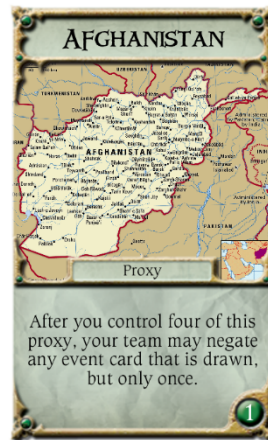 AFGHANISTAN
AFGHANISTAN
PAKISTAN
Proxy
After you control four of this
proxy, your team may negate
any event card that is drawn,
but only once.
1